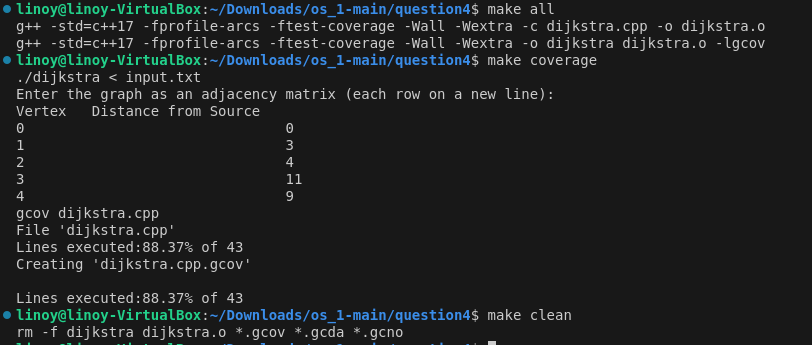 linoy@linoy-VirtualBox:~/Downloads/os_1-main/question4$ make all
g++ -std=c++17 -fprofile-arcs -ftest-coverage -Wall -Wextra -c dijkstra.cpp -o dijkstra.o
g++ -std=c++17 -fprofile-arcs -ftest-coverage -Wall -Wextra -o dijkstra dijkstra.o -lgcov
linoy@linoy-VirtualBox:~/Downloads/os_1-main/question4$ make coverage
./dijkstra < input.txt
Enter the graph as an adjacency matrix (each row on a new line):
Vertex   Distance from Source
0                                0
1                                3
2                                4
3                                11
4                                9
gcov dijkstra.cpp
File 'dijkstra.cpp'
Lines executed:88.37% of 43
Creating 'dijkstra.cpp.gcov'

Lines executed:88.37% of 43
linoy@linoy-VirtualBox:~/Downloads/os_1-main/question4$ make clean
rm -f dijkstra dijkstra.o *.gcov *.gcda *.gcno